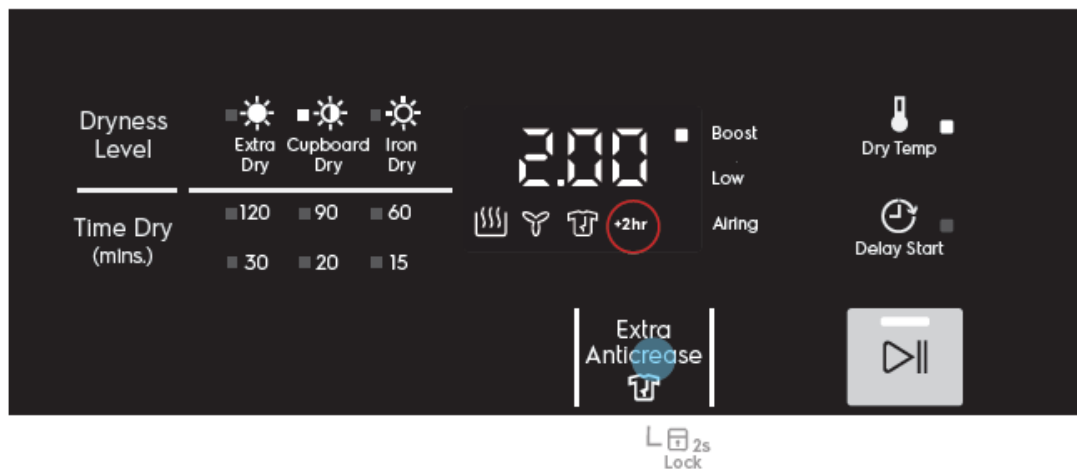 Dryness
Level
Extra
Dry
Cupboard
Dry
Iron
Dry
Time Dry
(mins.)
120
90
60
30
20
15
2.00
+2hr
Boost
Low
Airing
Dry Temp
Delay Start
Extra
Anticrease
2s
Lock